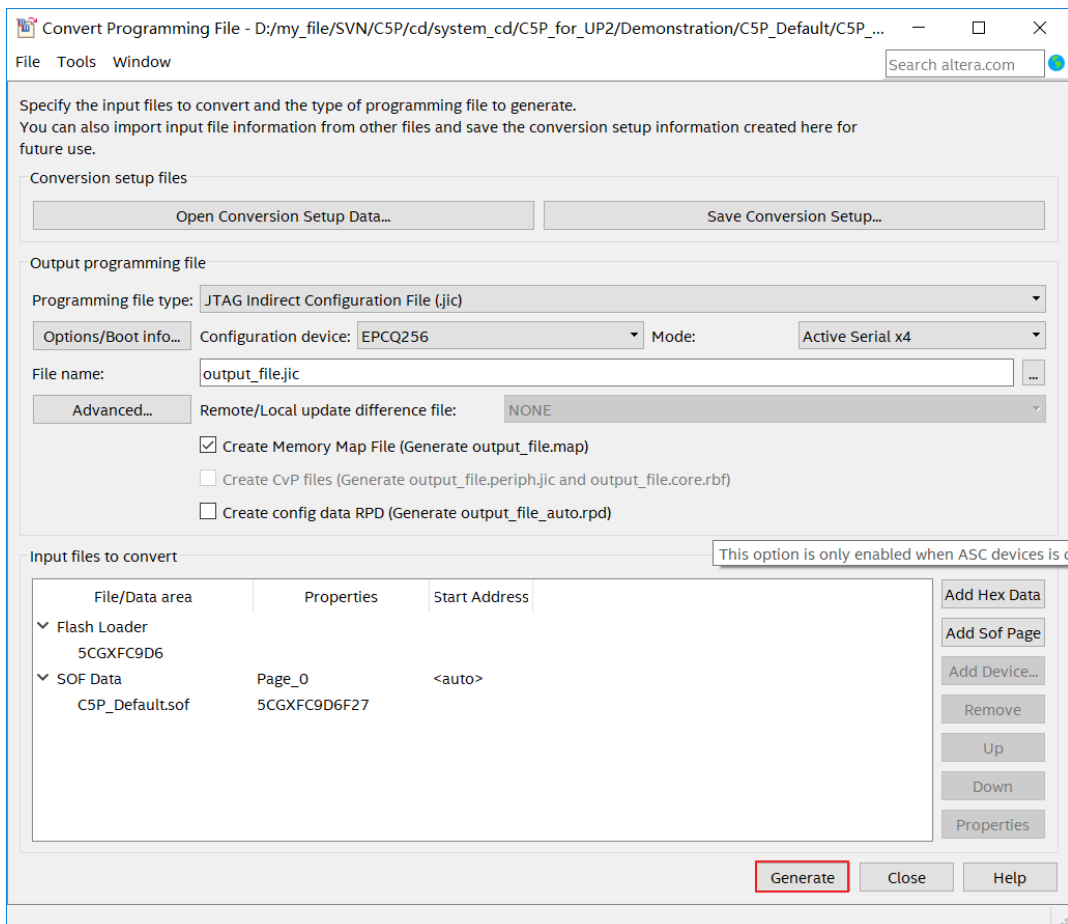 Convert Programming File - D:/my_file/SVN/C5P/cd/system_cd/C5P_for_UP2/Demonstration/C5P_Default/C5P_...
File Tools Window
Search altera.com
Specify the input files to convert and the type of programming file to generate.
You can also import input file information from other files and save the conversion setup information created here for
future use.
Conversion setup files
Open Conversion Setup Data...
Save Conversion Setup...
Output programming file
Programming file type: JTAG Indirect Configuration File (.jic)
Options/Boot info... Configuration device: EPCQ256 Mode: Active Serial x4
File name: output_file.jic ...
Advanced... Remote/Local update difference file: NONE
Create Memory Map File (Generate output_file.map)
Create CvP files (Generate output_file.periph.jic and output_file.core.rbf)
Create config data RPD (Generate output_file_auto.rpd)
Input files to convert
This option is only enabled when ASC devices is
File/Data area Properties Start Address
Flash Loader
5CGXFC9D6
SOF Data Page_0 <auto>
C5P_Default.sof 5CGXFC9D6F27
Add Hex Data
Add Sof Page
Add Device...
Remove
Up
Down
Properties
Generate Close Help